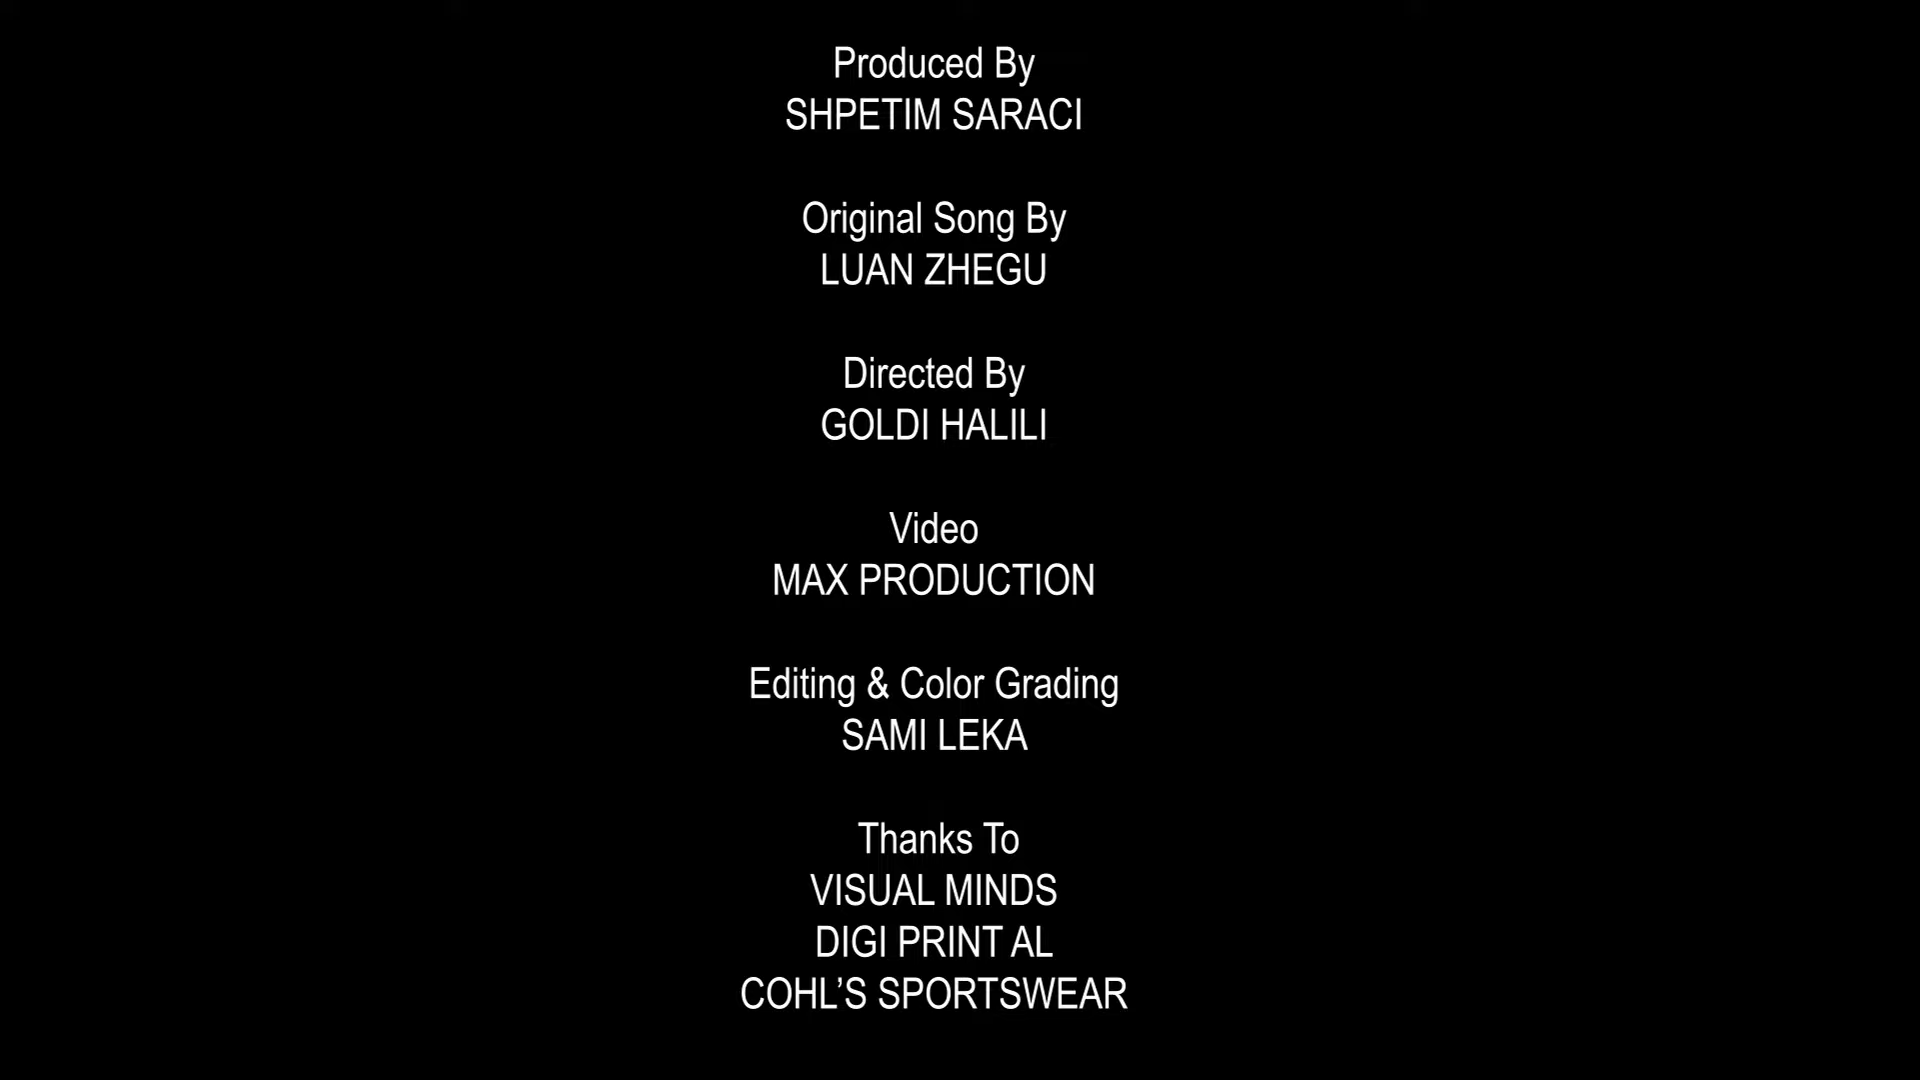 Produced By
SHPETIM SARACI
Original Song By
LUAN ZHEGU
Directed By
GOLDI HALILI
Video
MAX PRODUCTION
Editing & Color Grading
SAMI LEKA
Thanks To
VISUAL MINDS
DIGI PRINT AL
COHL’S SPORTSWEAR